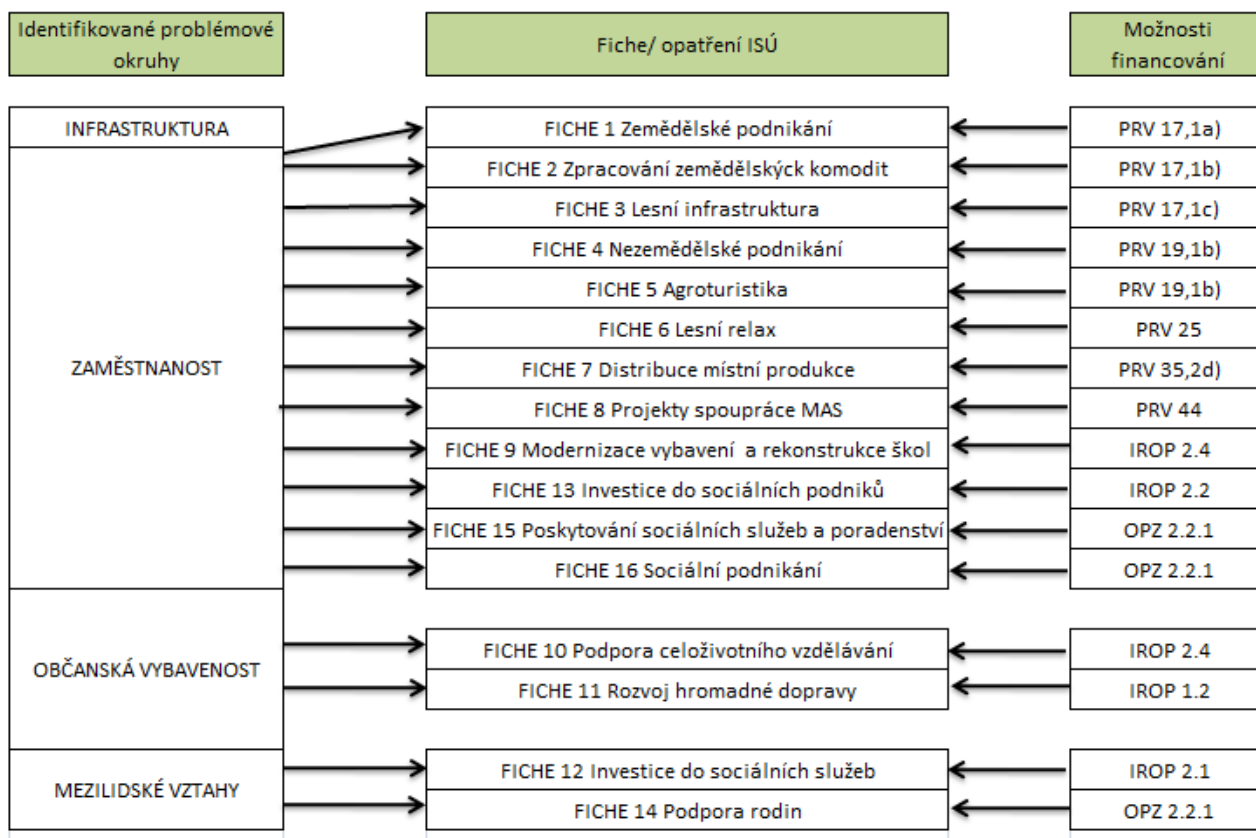 Identifikované problémové
okruhy
Fiche/ opatření ISÚ
Možnosti
financování
INFRASTRUKTURA
FICHE 1 Zemědělské podnikání
PRV 17,1a)
FICHE 2 Zpracování zemědělskýck komodit
PRV 17,1b)
FICHE 3 Lesní infrastruktura
PRV 17,1c)
FICHE 4 Nezemědělské podnikání
PRV 19,1b)
FICHE 5 Agroturistika
PRV 19,1b)
FICHE 6 Lesní relax
PRV 25
ZAMĚSTNANOST
FICHE 7 Distribuce místní produkce
PRV 35,2d)
FICHE 8 Projekty spoupráce MAS
PRV 44
FICHE 9 Modernizace vybavení a rekonstrukce škol
IROP 2.4
FICHE 13 Investice do sociálních podniků
IROP 2.2
FICHE 15 Poskytování sociálních služeb a poradenství
OPZ 2.2.1
FICHE 16 Sociální podnikání
OPZ 2.2.1
OBČANSKÁ VYBAVENOST
FICHE 10 Podpora celoživotního vzdělávání
IROP 2.4
FICHE 11 Rozvoj hromadné dopravy
IROP 1.2
MEZILIDSKÉ VZTAHY
FICHE 12 Investice do sociálních služeb
IROP 2.1
FICHE 14 Podpora rodin
OPZ 2.2.1